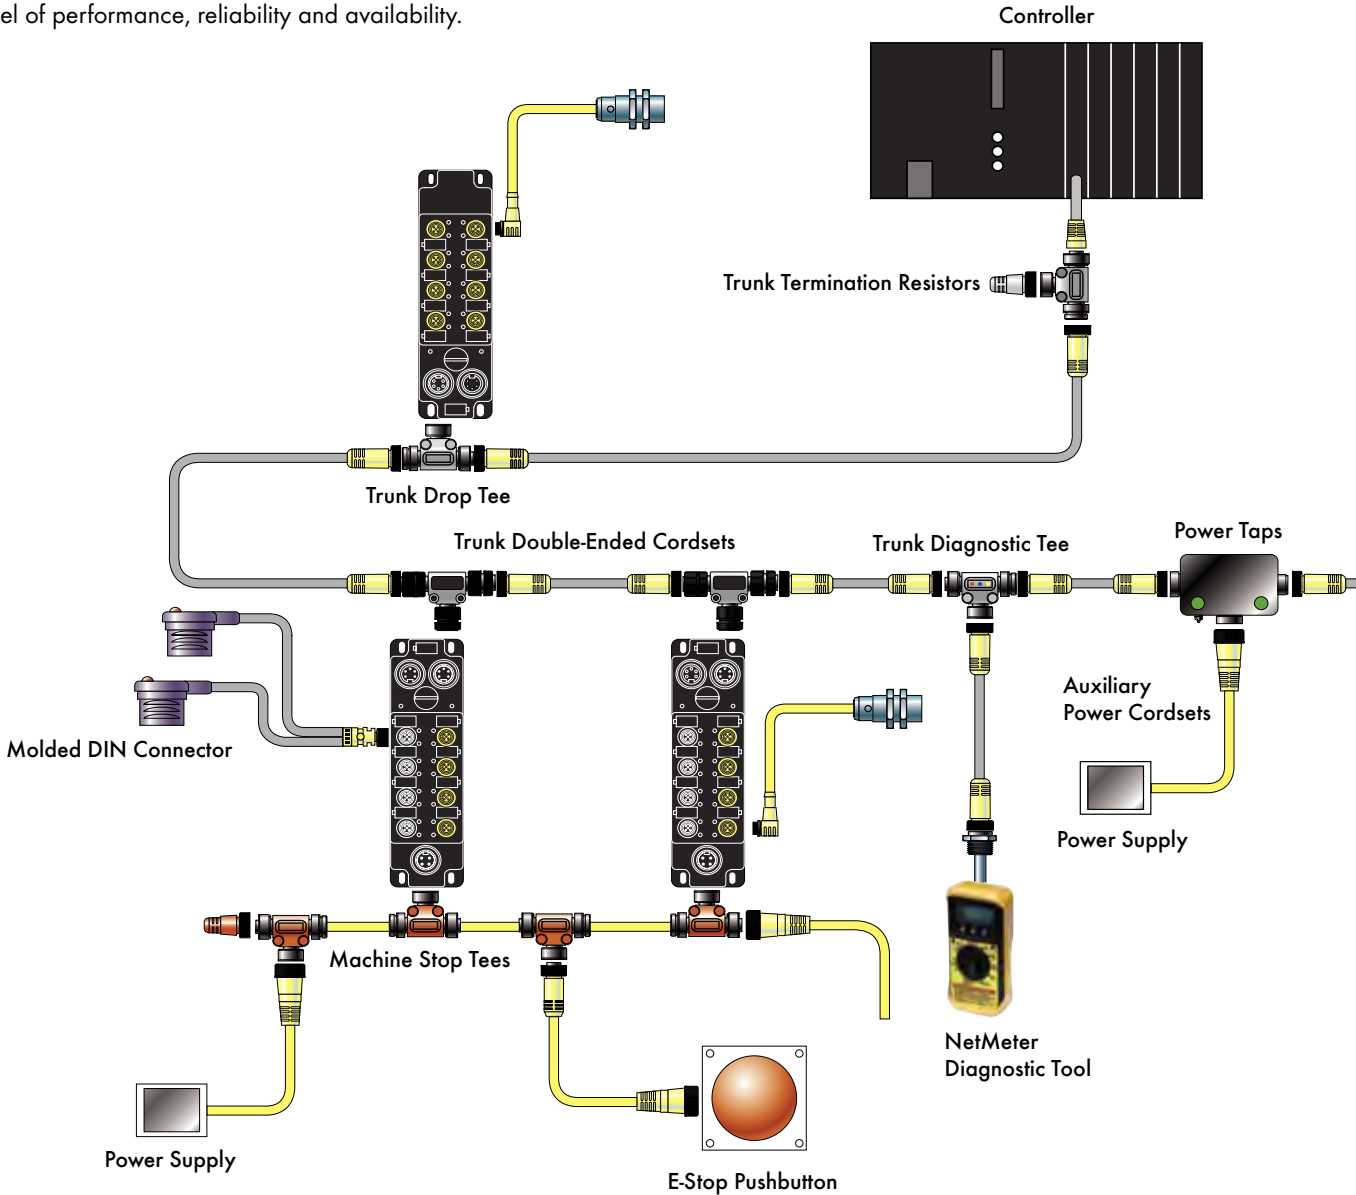 el of performance, reliability and availability.
Controller
Trunk Termination Resistors
Trunk Drop Tee
Trunk Double-Ended Cordsets
Trunk Diagnostic Tee
Power Taps
Auxiliary
Power Cordsets
Molded DIN Connector
Power Supply
Machine Stop Tees
NetMeter
Diagnostic Tool
Power Supply
E-Stop Pushbutton